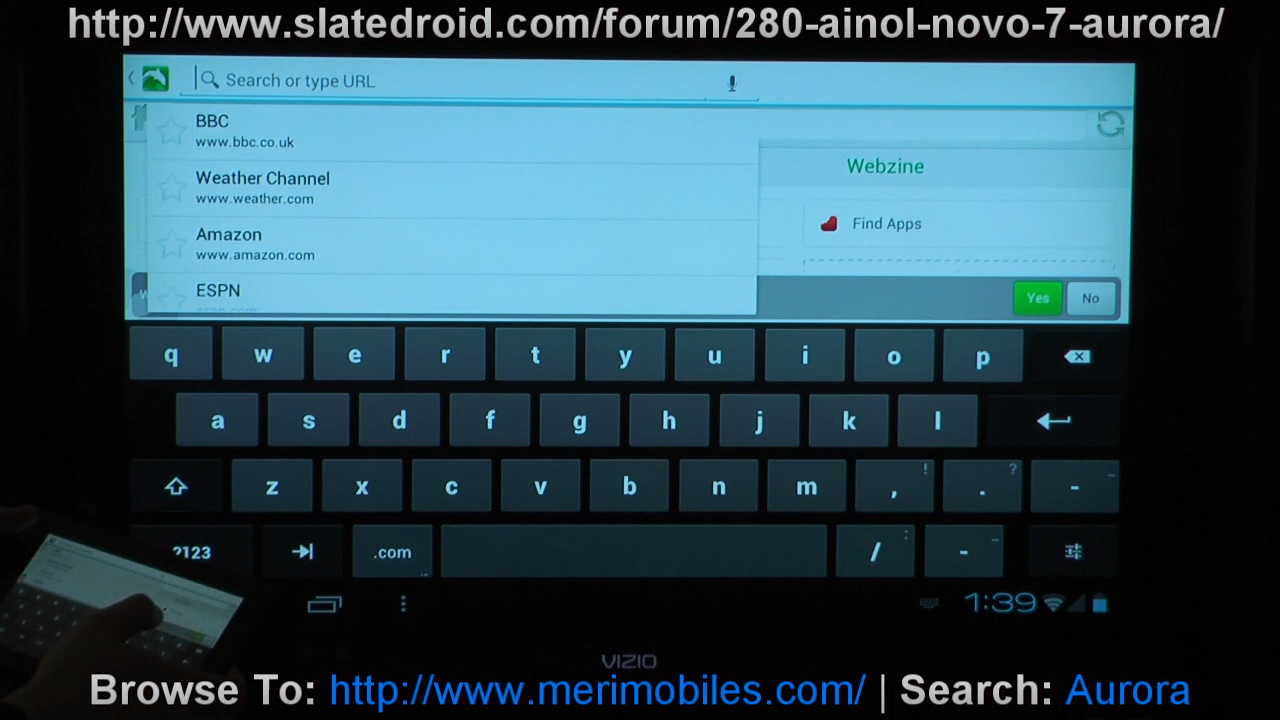 http://www.slatedroid.com/forum/280-ainol-novo-7-aurora/
Search or type URL
BBC
www.bbc.co.uk
Weather Channel
www.weather.com
Amazon
www.amazon.com
ESPN
Webzine
Find Apps
Yes No
q w e r t y u i o p
a s d f g h j k l
z x c v b n m , ! . ? - _
?123 .com ... / : - _
1:39
VIZIO
Browse To: http://www.merimobiles.com/ | Search: Aurora